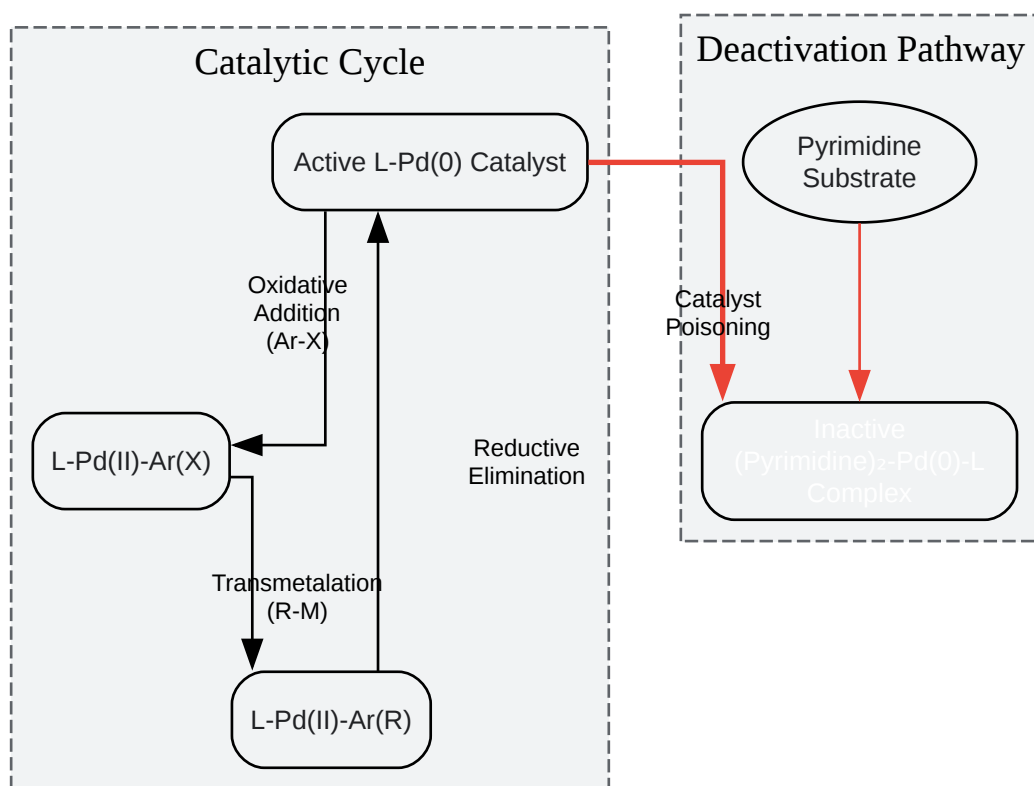 Catalytic Cycle
Deactivation Pathway
Active L-Pd(0) Catalyst
Pyrimidine
Substrate
Oxidative
Addition
(Ar-X)
Catalyst
Poisoning
L-Pd(II)-Ar(X)
Reductive
Elimination
Inactive
(Pyrimidine)₂-Pd(0)-L
Complex
Transmetalation
(R-M)
L-Pd(II)-Ar(R)